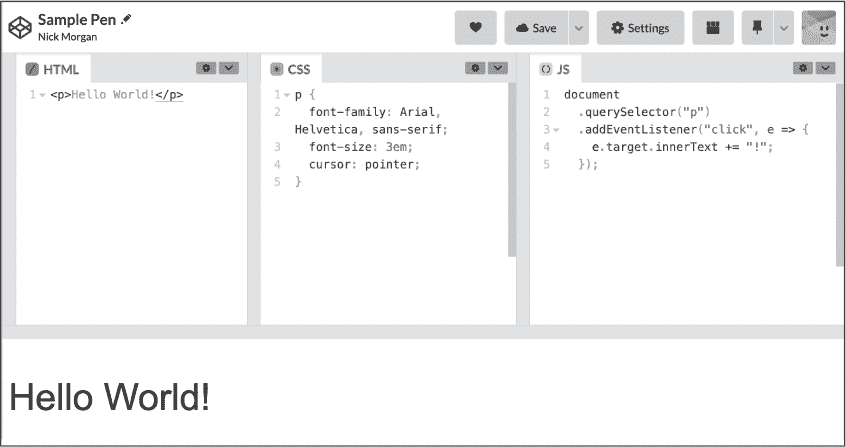 Sample Pen
Nick Morgan
Save
Settings
HTML
1 <p>Hello World!</p>
CSS
1 p {
2 font-family: Arial,
Helvetica, sans-serif;
3 font-size: 3em;
4 cursor: pointer;
5 }
JS
1 document
2 .querySelector("p")
3 .addEventListener("click", e => {
4 e.target.innerText += "!";
5 });
Hello World!